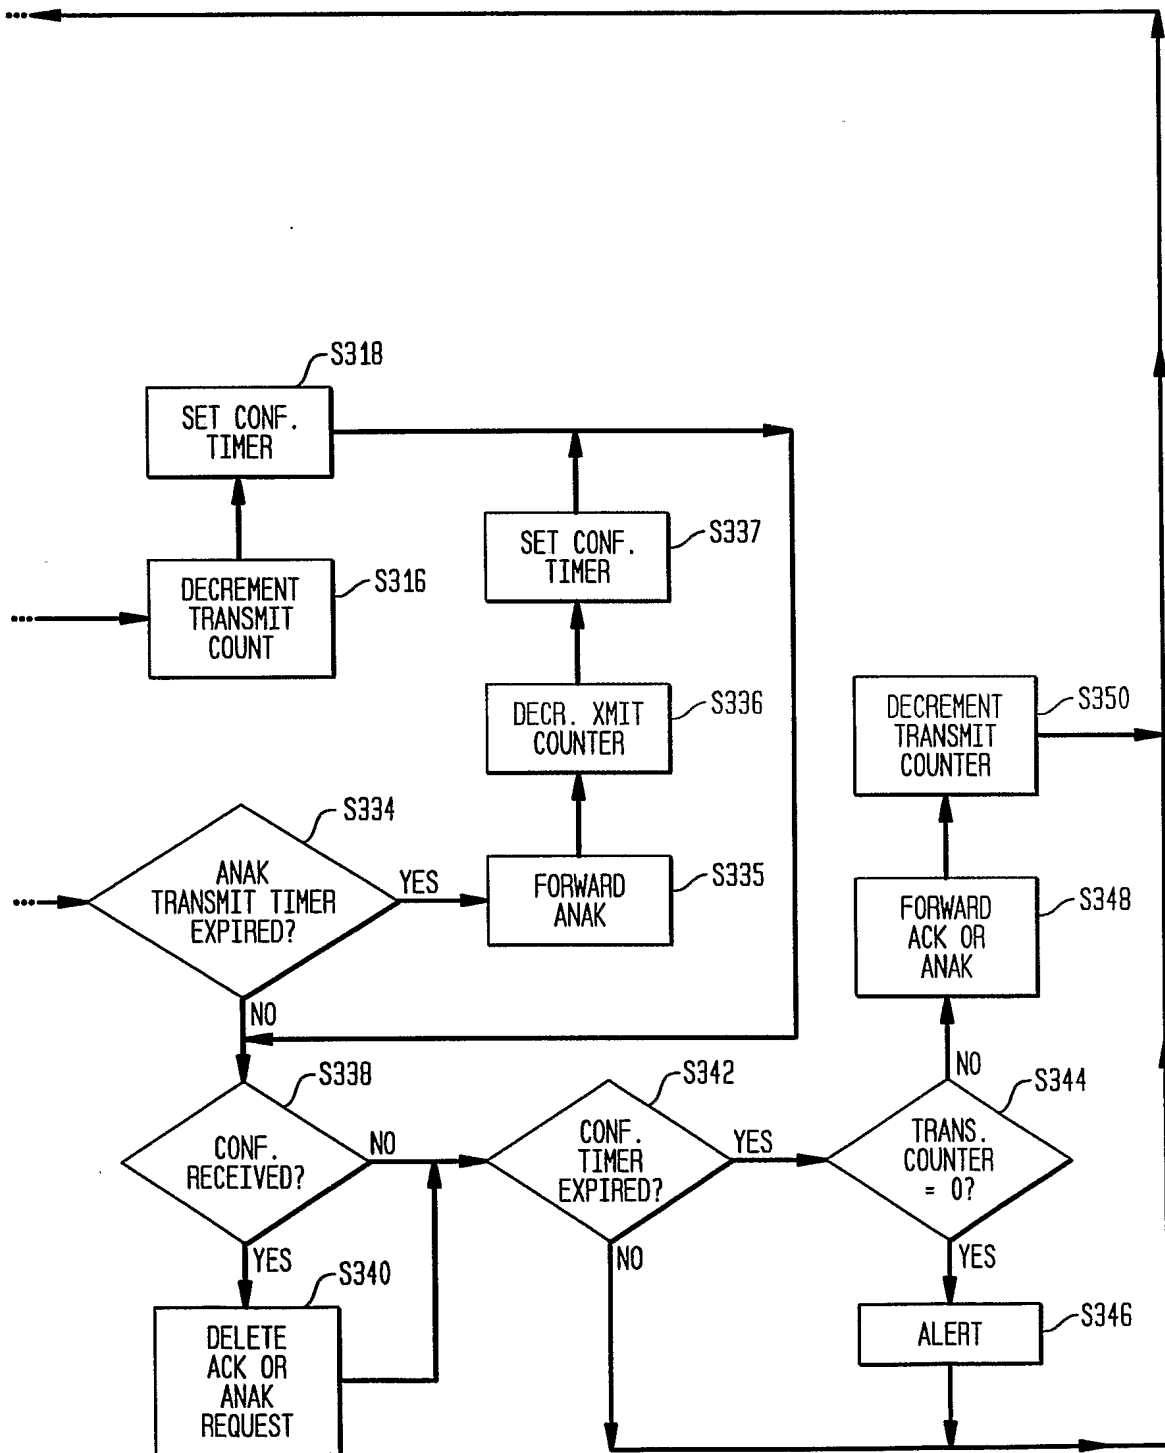 S318
SET CONF.
TIMER
S337
SET CONF.
TIMER
S316
DECREMENT
TRANSMIT
COUNT
S336
DECR. XMIT
COUNTER
S350
DECREMENT
TRANSMIT
COUNTER
S334
ANAK
TRANSMIT TIMER
EXPIRED?
YES
S335
FORWARD
ANAK
S348
FORWARD
ACK OR
ANAK
NO
NO
S338
CONF.
RECEIVED?
NO
S342
CONF.
TIMER
EXPIRED?
YES
S344
TRANS.
COUNTER
= 0?
YES
NO
YES
S340
DELETE
ACK OR
ANAK
REQUEST
S346
ALERT